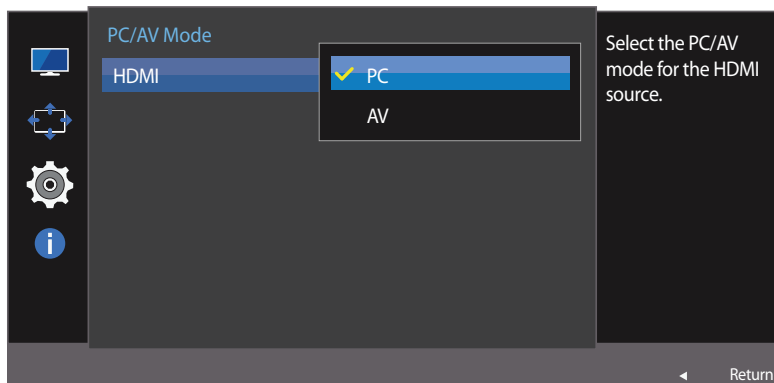 PC/AV Mode
HDMI
PC
AV
Select the PC/AV
mode for the HDMI
source.
Return